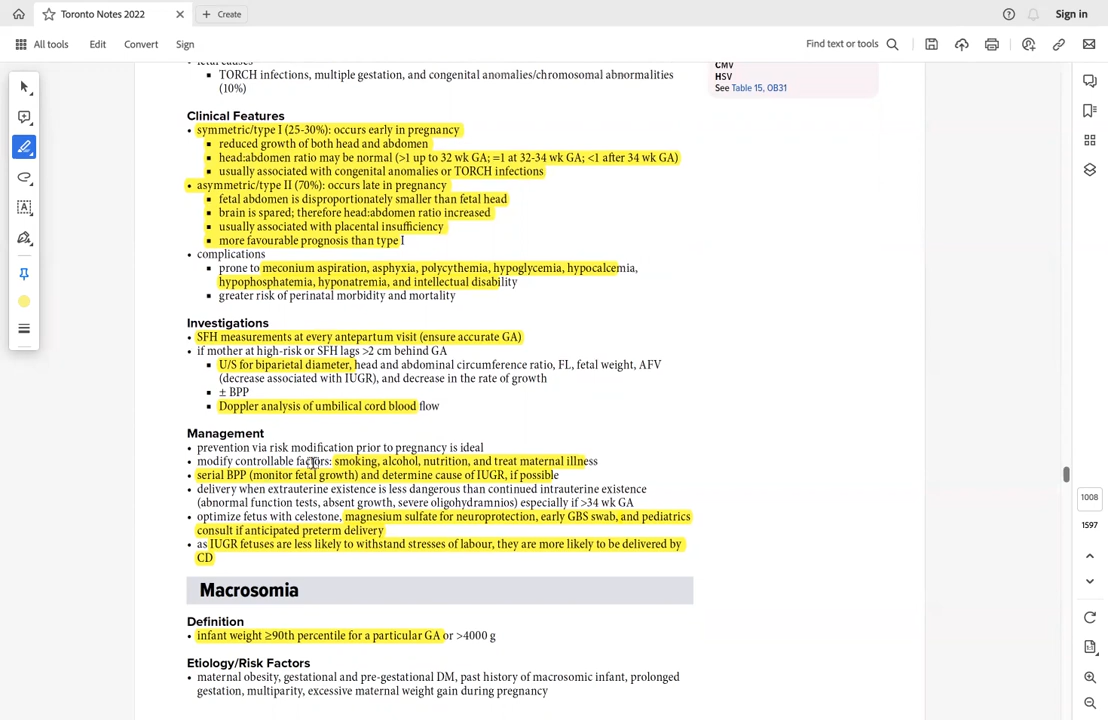 Toronto Notes 2022
Create
Sign in
All tools
Edit
Convert
Sign
Find text or tools
fetal causes
▪ TORCH infections, multiple gestation, and congenital anomalies/chromosomal abnormalities
(10%)
CMV
HSV
See Table 15, OB31
Clinical Features
• symmetric/type I (25-30%): occurs early in pregnancy
▪ reduced growth of both head and abdomen
▪ head:abdomen ratio may be normal (>1 up to 32 wk GA; =1 at 32-34 wk GA; <1 after 34 wk GA)
▪ usually associated with congenital anomalies or TORCH infections
• asymmetric/type II (70%): occurs late in pregnancy
▪ fetal abdomen is disproportionately smaller than fetal head
▪ brain is spared; therefore head:abdomen ratio increased
▪ usually associated with placental insufficiency
▪ more favourable prognosis than type I
• complications
▪ prone to meconium aspiration, asphyxia, polycythemia, hypoglycemia, hypocalcemia,
hypophosphatemia, hyponatremia, and intellectual disability
▪ greater risk of perinatal morbidity and mortality
Investigations
• SFH measurements at every antepartum visit (ensure accurate GA)
• if mother at high-risk or SFH lags >2 cm behind GA
▪ U/S for biparietal diameter, head and abdominal circumference ratio, FL, fetal weight, AFV
(decrease associated with IUGR), and decrease in the rate of growth
▪ ± BPP
▪ Doppler analysis of umbilical cord blood flow
Management
• prevention via risk modification prior to pregnancy is ideal
• modify controllable factors: smoking, alcohol, nutrition, and treat maternal illness
• serial BPP (monitor fetal growth) and determine cause of IUGR, if possible
• delivery when extrauterine existence is less dangerous than continued intrauterine existence
(abnormal function tests, absent growth, severe oligohydramnios) especially if >34 wk GA
• optimize fetus with celestone, magnesium sulfate for neuroprotection, early GBS swab, and pediatrics
consult if anticipated preterm delivery
• as IUGR fetuses are less likely to withstand stresses of labour, they are more likely to be delivered by
CD
Macrosomia
Definition
• infant weight ≥90th percentile for a particular GA or >4000 g
Etiology/Risk Factors
• maternal obesity, gestational and pre-gestational DM, past history of macrosomic infant, prolonged
gestation, multiparity, excessive maternal weight gain during pregnancy
1008
1597